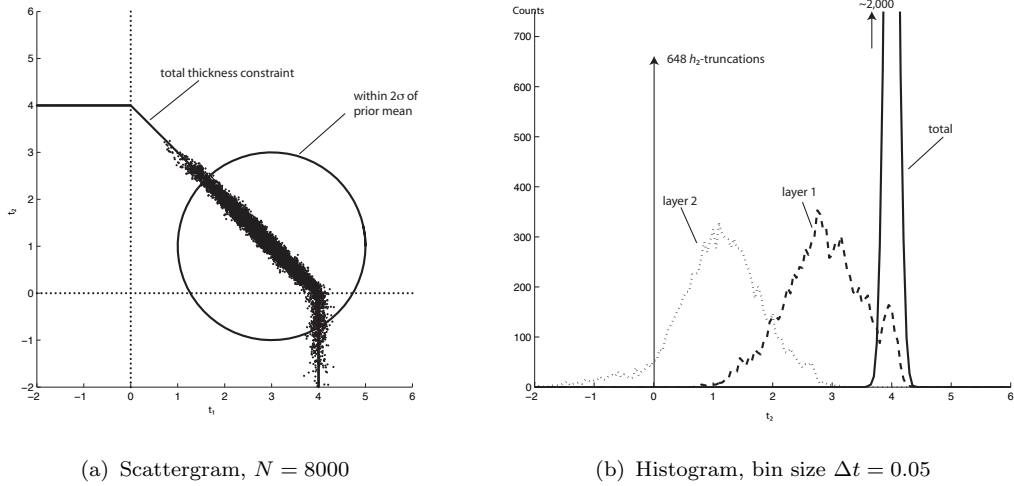 6
5
4
3
2
1
0
−1
−2
−2 −1 0 1 2 3 4 5 6
t₂
t₁
total thickness constraint
within 2σ of
prior mean
(a) Scattergram, N = 8000
Counts
700
600
500
400
300
200
100
0
−2 −1 0 1 2 3 4 5 6
t₂
~2,000
648 h₂-truncations
total
layer 2
layer 1
(b) Histogram, bin size Δt = 0.05